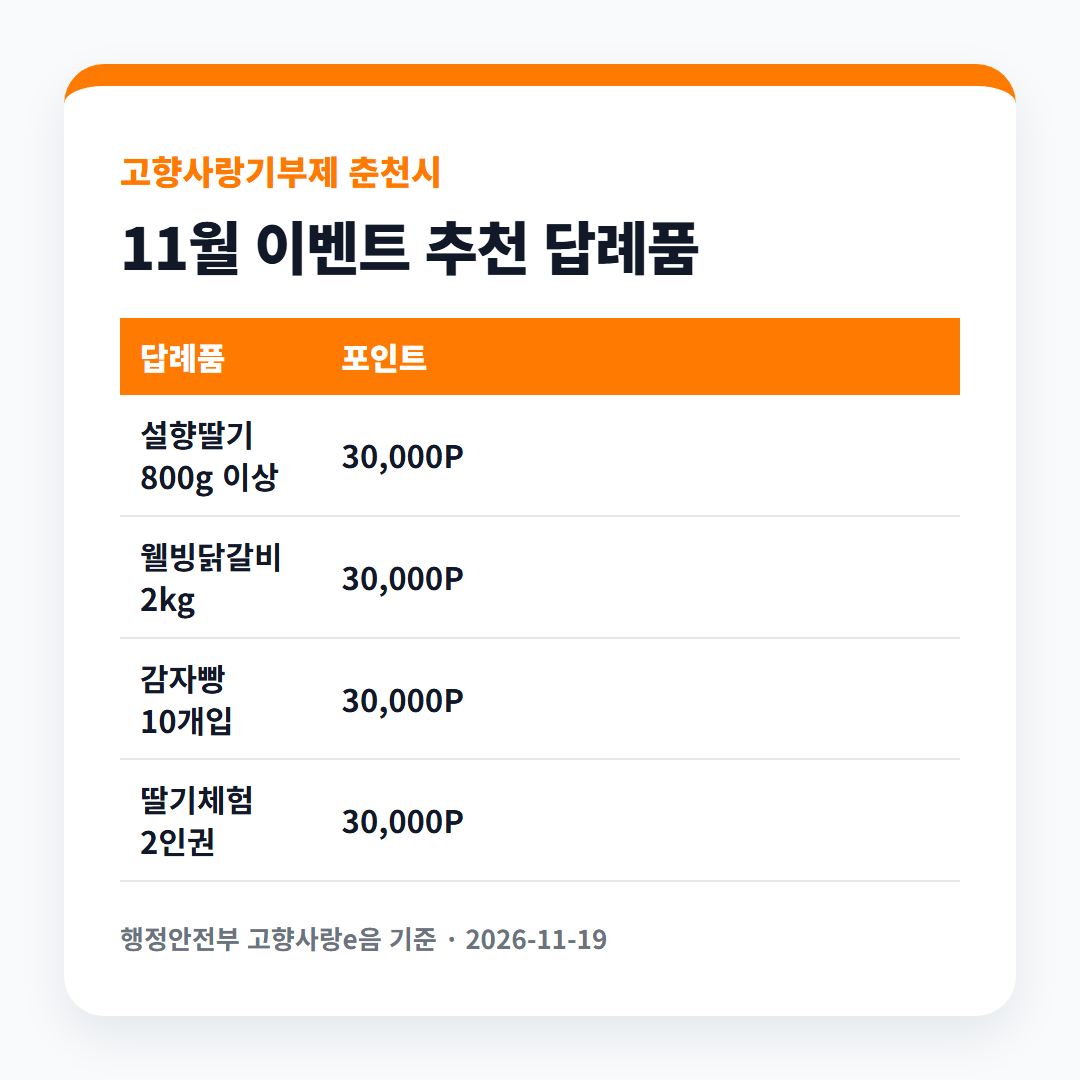 고향사랑기부제 춘천시
11월 이벤트 추천 답례품
답례품 포인트
설향딸기
800g 이상
30,000P
웰빙닭갈비
2kg
30,000P
감자빵
10개입
30,000P
딸기체험
2인권
30,000P
행정안전부 고향사랑e음 기준 · 2026-11-19